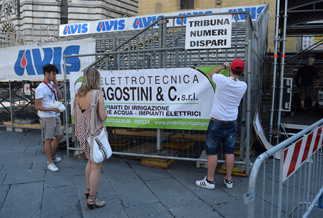 AVIS AVIS AVIS
TRIBUNA
NUMERI
DISPARI
AVIS
ELETTROTECNICA
AGOSTINI & C. s.r.l.
IMPIANTI DI IRRIGAZIONE
ACQUA - IMPIANTI ELETTRICI